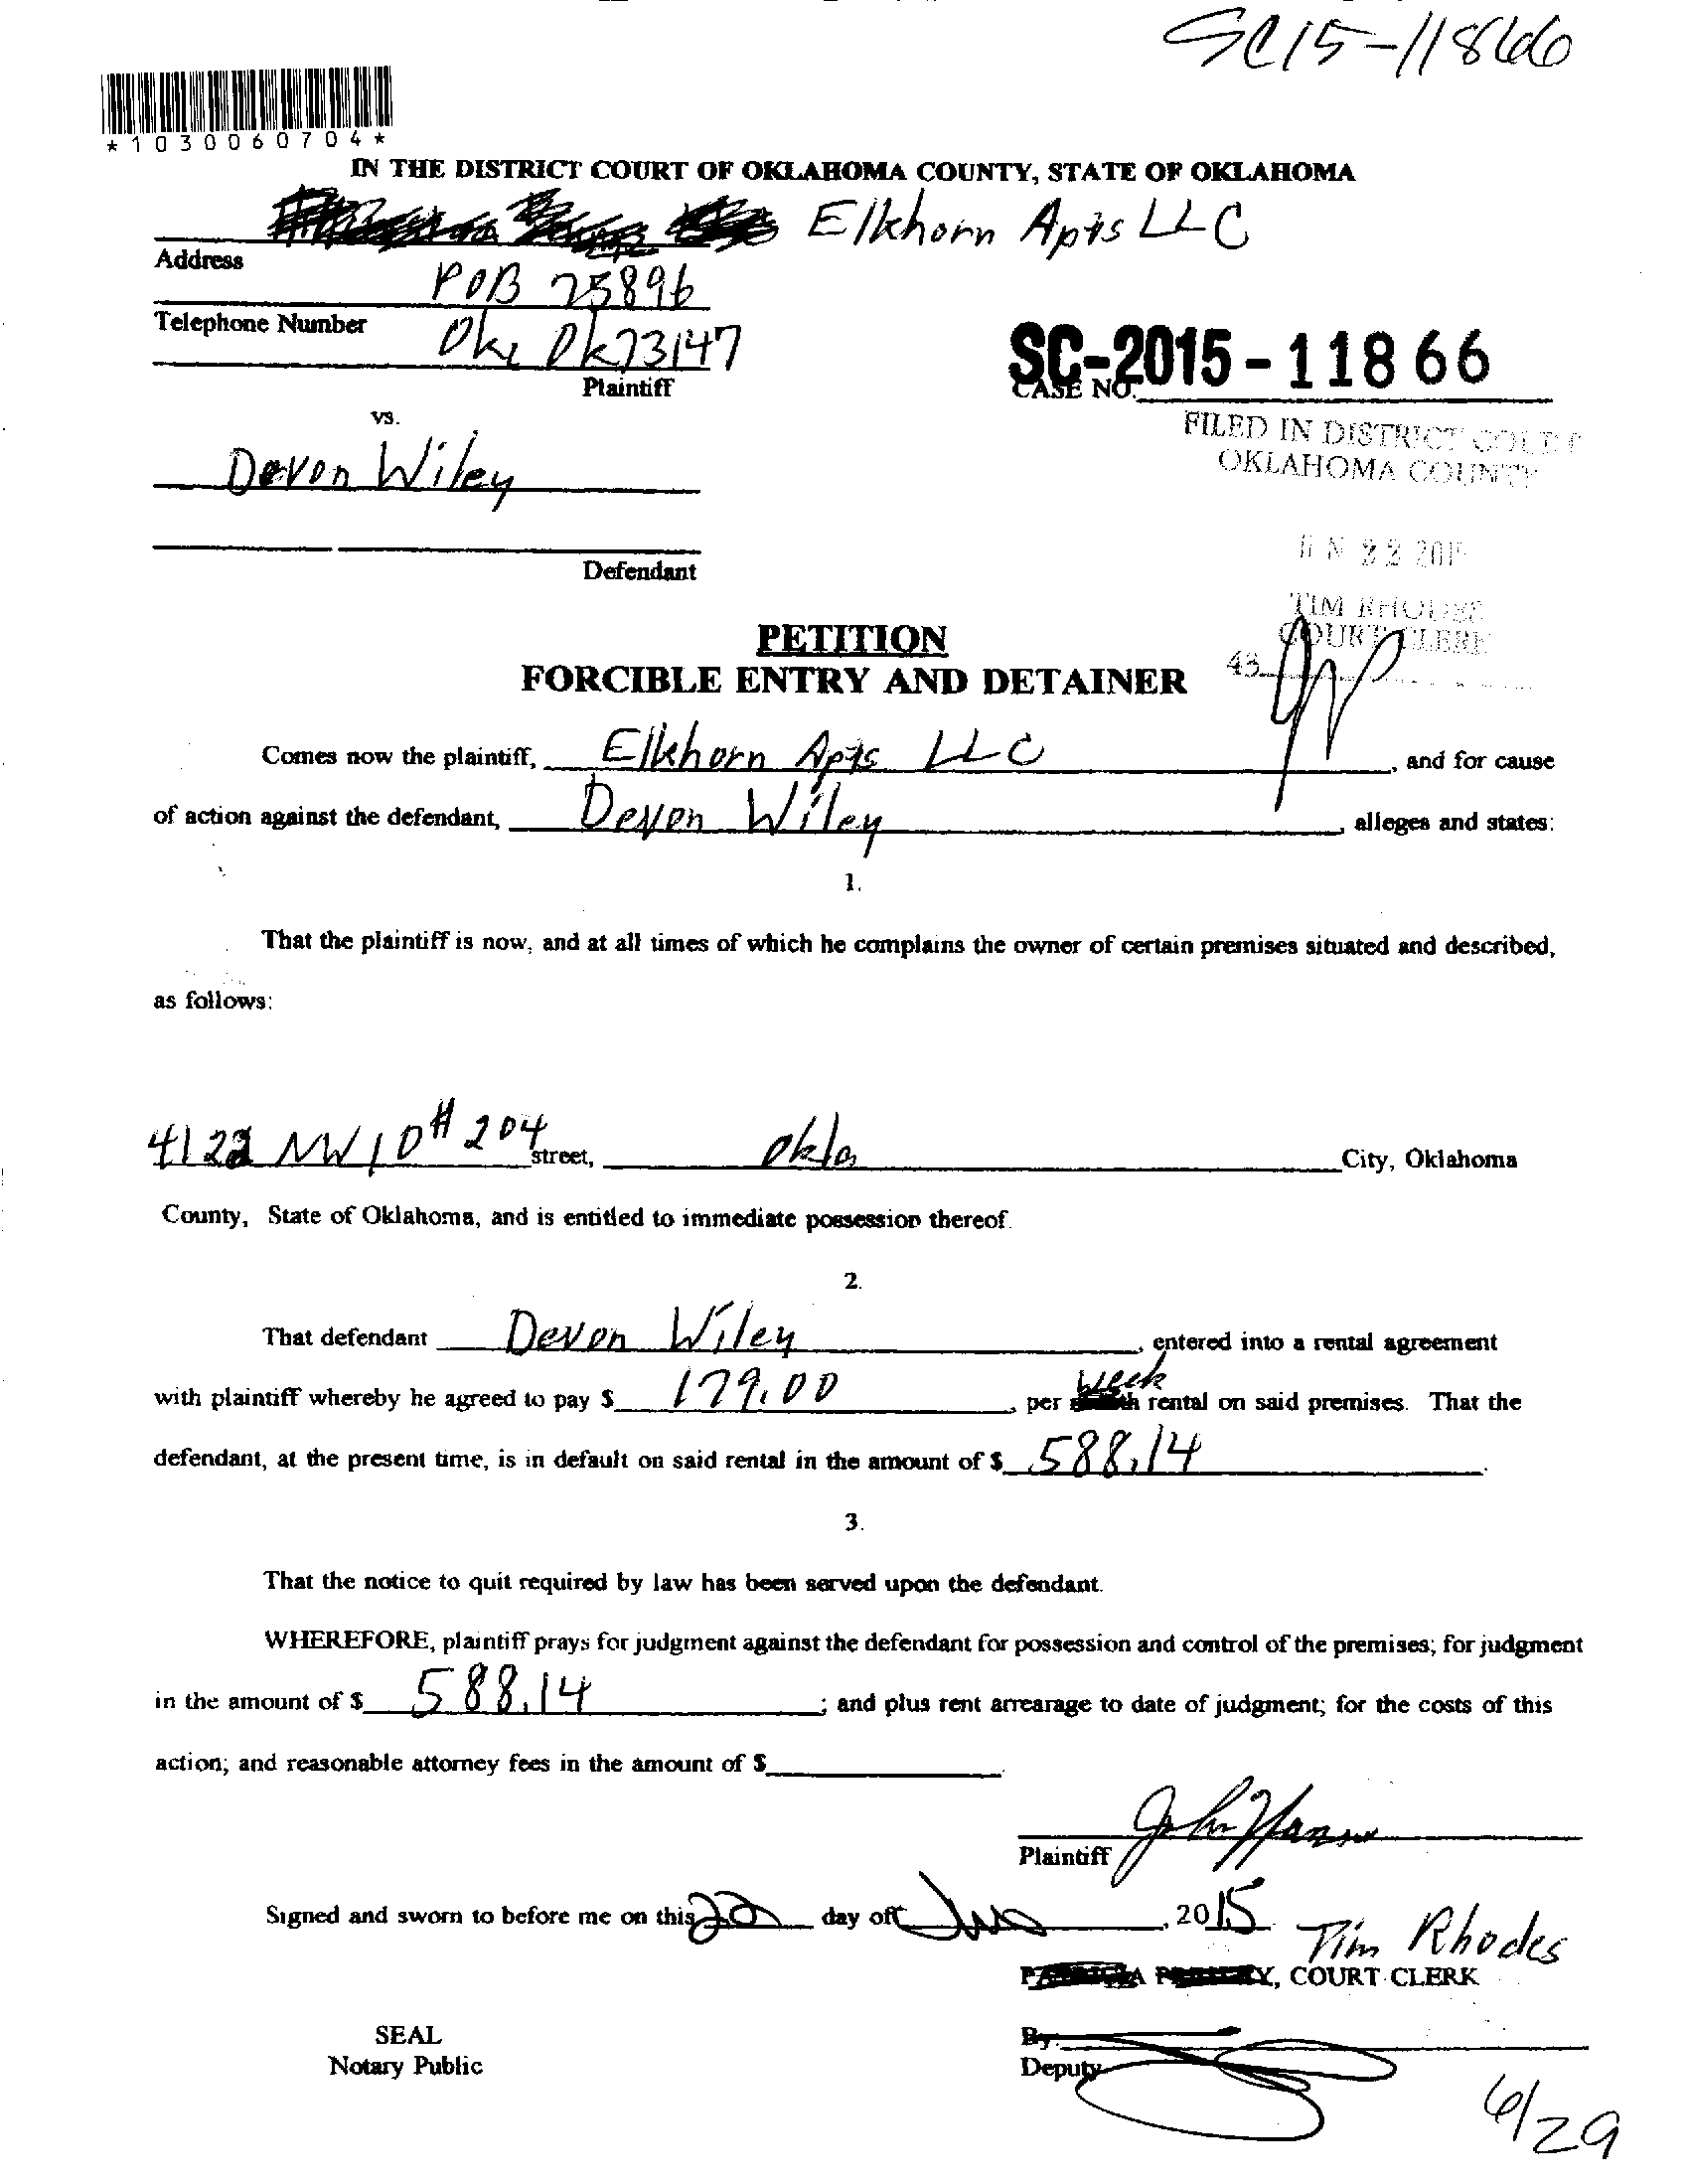 SC15-11866
*1030060704*
IN THE DISTRICT COURT OF OKLAHOMA COUNTY, STATE OF OKLAHOMA
Elkhorn Apts LLC
Address
POB 25896
Telephone Number
Okc Ok 73147
Plaintiff
SC-2015-11866
CASE NO.
vs.
FILED IN DISTRICT COURT
OKLAHOMA COUNTY
Devon Wiley
22 2015
Defendant
TIM RHODES
COURT CLERK
43
PETITION
FORCIBLE ENTRY AND DETAINER
Comes now the plaintiff, Elkhorn Apts LLC, and for cause
of action against the defendant, Devon Wiley, alleges and states:
1.
That the plaintiff is now, and at all times of which he complains the owner of certain premises situated and described,
as follows:
4122 NW 10 # 204 street, Okla City, Oklahoma
County, State of Oklahoma, and is entitled to immediate possession thereof.
2.
That defendant Devon Wiley, entered into a rental agreement
with plaintiff whereby he agreed to pay $ 179.00, per week rental on said premises. That the
defendant, at the present time, is in default on said rental in the amount of $ 588.14.
3.
That the notice to quit required by law has been served upon the defendant.
WHEREFORE, plaintiff prays for judgment against the defendant for possession and control of the premises; for judgment
in the amount of $ 588.14; and plus rent arrearage to date of judgment; for the costs of this
action; and reasonable attorney fees in the amount of $
Plaintiff
Signed and sworn to before me on this 22 day of June, 2015
Tim Rhodes
COURT CLERK
SEAL
Notary Public
By:
Deputy
6/29